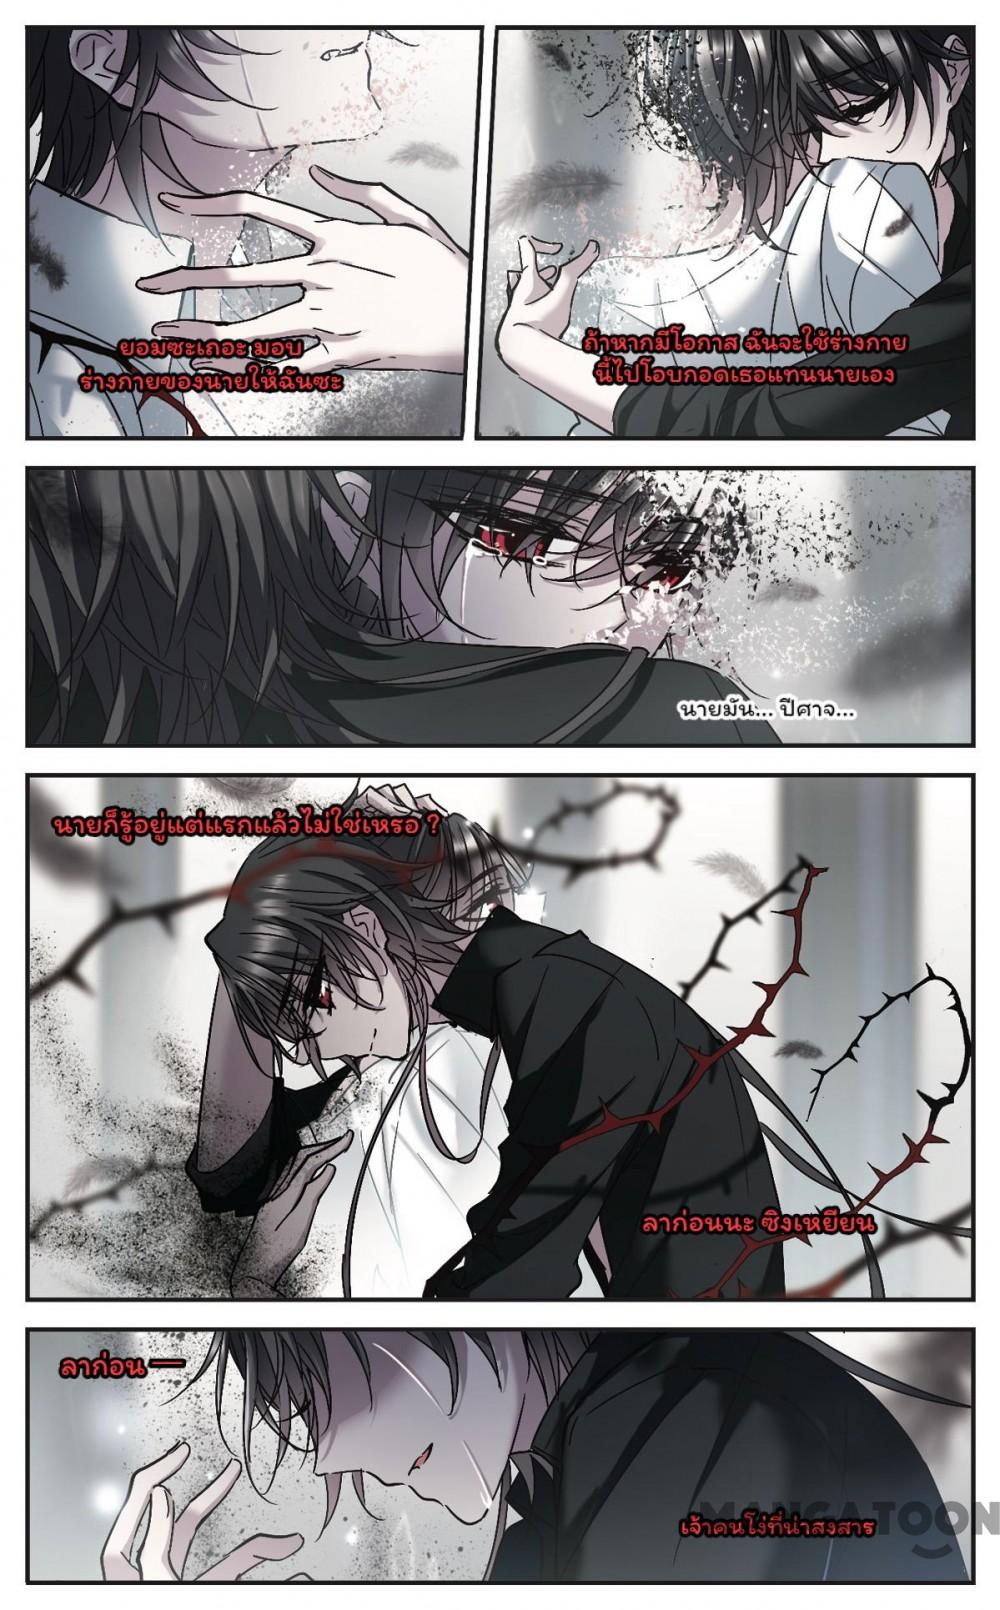 ยอมซะเถอะ มอบ
ร่างกายของนายให้ฉันซะ
ถ้าหากมีโอกาส ฉันจะใช้ร่างกาย
นี้ไปโอบกอดเธอแทนนายเอง
นายมัน... ปีศาจ...
นายก็รู้อยู่แต่แรกแล้วไม่ใช่เหรอ ?
ลาก่อนนะ ซิงเหยียน
ลาก่อน —
เจ้าคนโง่ที่น่าสงสาร
MANGATOON